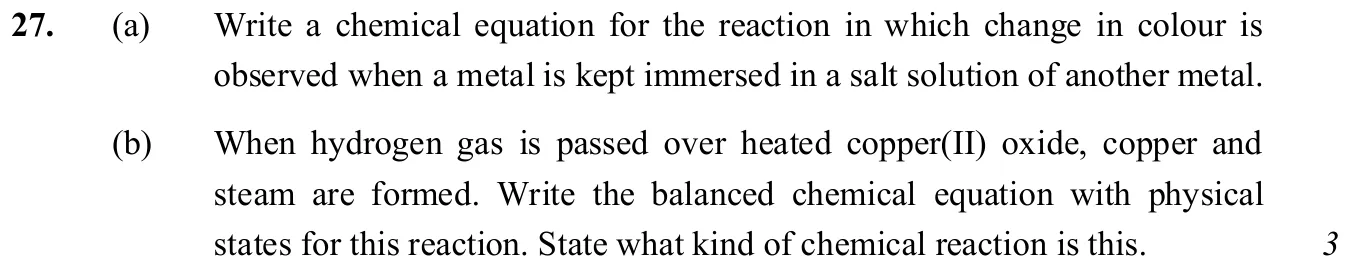 27. (a) Write a chemical equation for the reaction in which change in colour is
observed when a metal is kept immersed in a salt solution of another metal.
(b) When hydrogen gas is passed over heated copper(II) oxide, copper and
steam are formed. Write the balanced chemical equation with physical
states for this reaction. State what kind of chemical reaction is this. 3